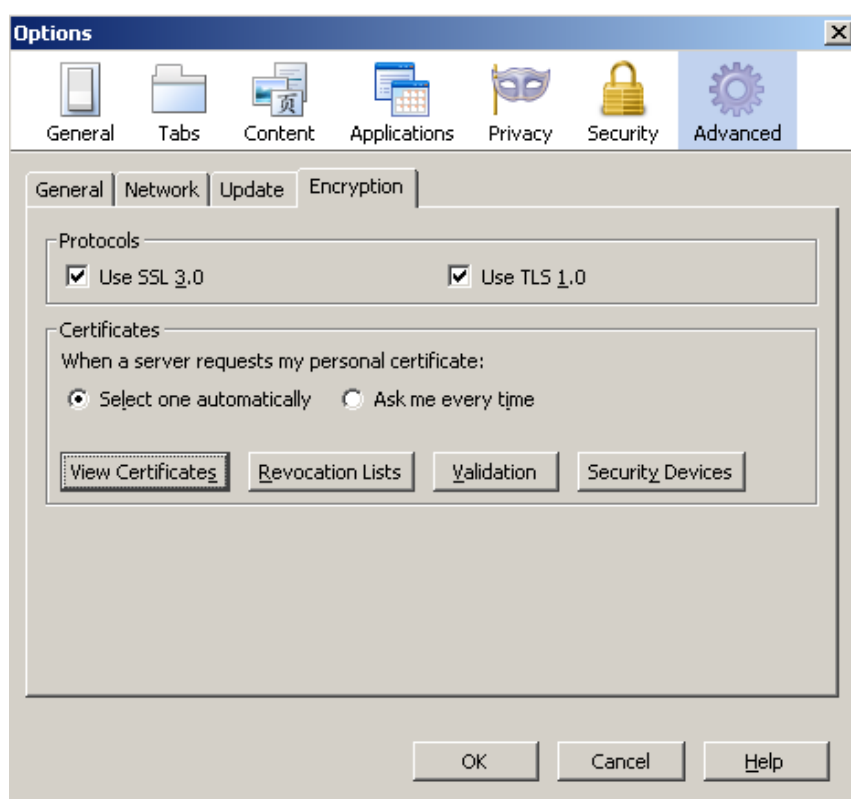 Options
General Tabs Content 页 Applications Privacy Security Advanced
General Network Update Encryption
Protocols
Use SSL 3.0 Use TLS 1.0
Certificates
When a server requests my personal certificate:
Select one automatically Ask me every time
View Certificates Revocation Lists Validation Security Devices
OK Cancel Help